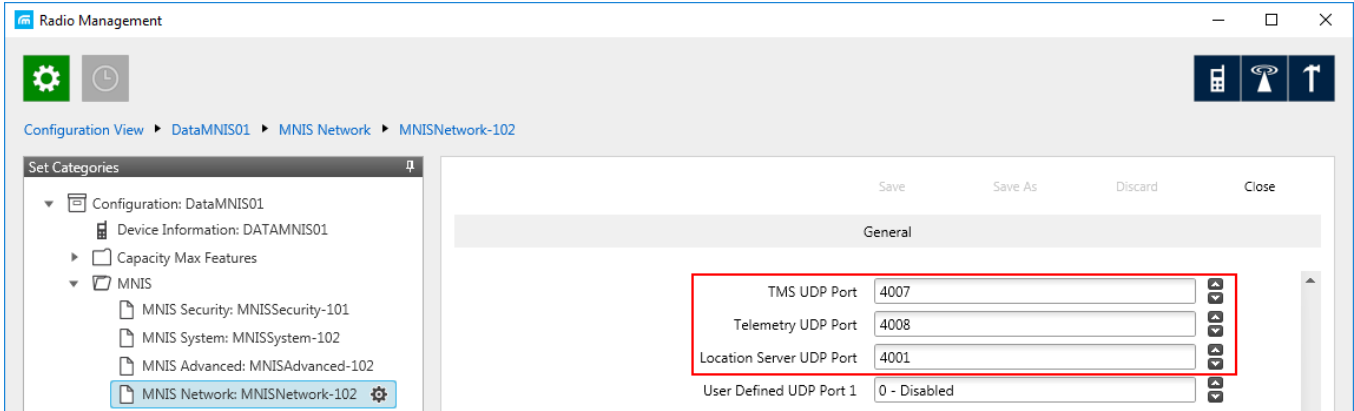 Radio Management
Configuration View ▶ DataMNIS01 ▶ MNIS Network ▶ MNISNetwork-102
Set Categories
Configuration: DataMNIS01
Device Information: DATAMNIS01
Capacity Max Features
MNIS
MNIS Security: MNISSecurity-101
MNIS System: MNISSystem-102
MNIS Advanced: MNISAdvanced-102
MNIS Network: MNISNetwork-102
Save Save As Discard Close
General
TMS UDP Port 4007
Telemetry UDP Port 4008
Location Server UDP Port 4001
User Defined UDP Port 1 0 - Disabled